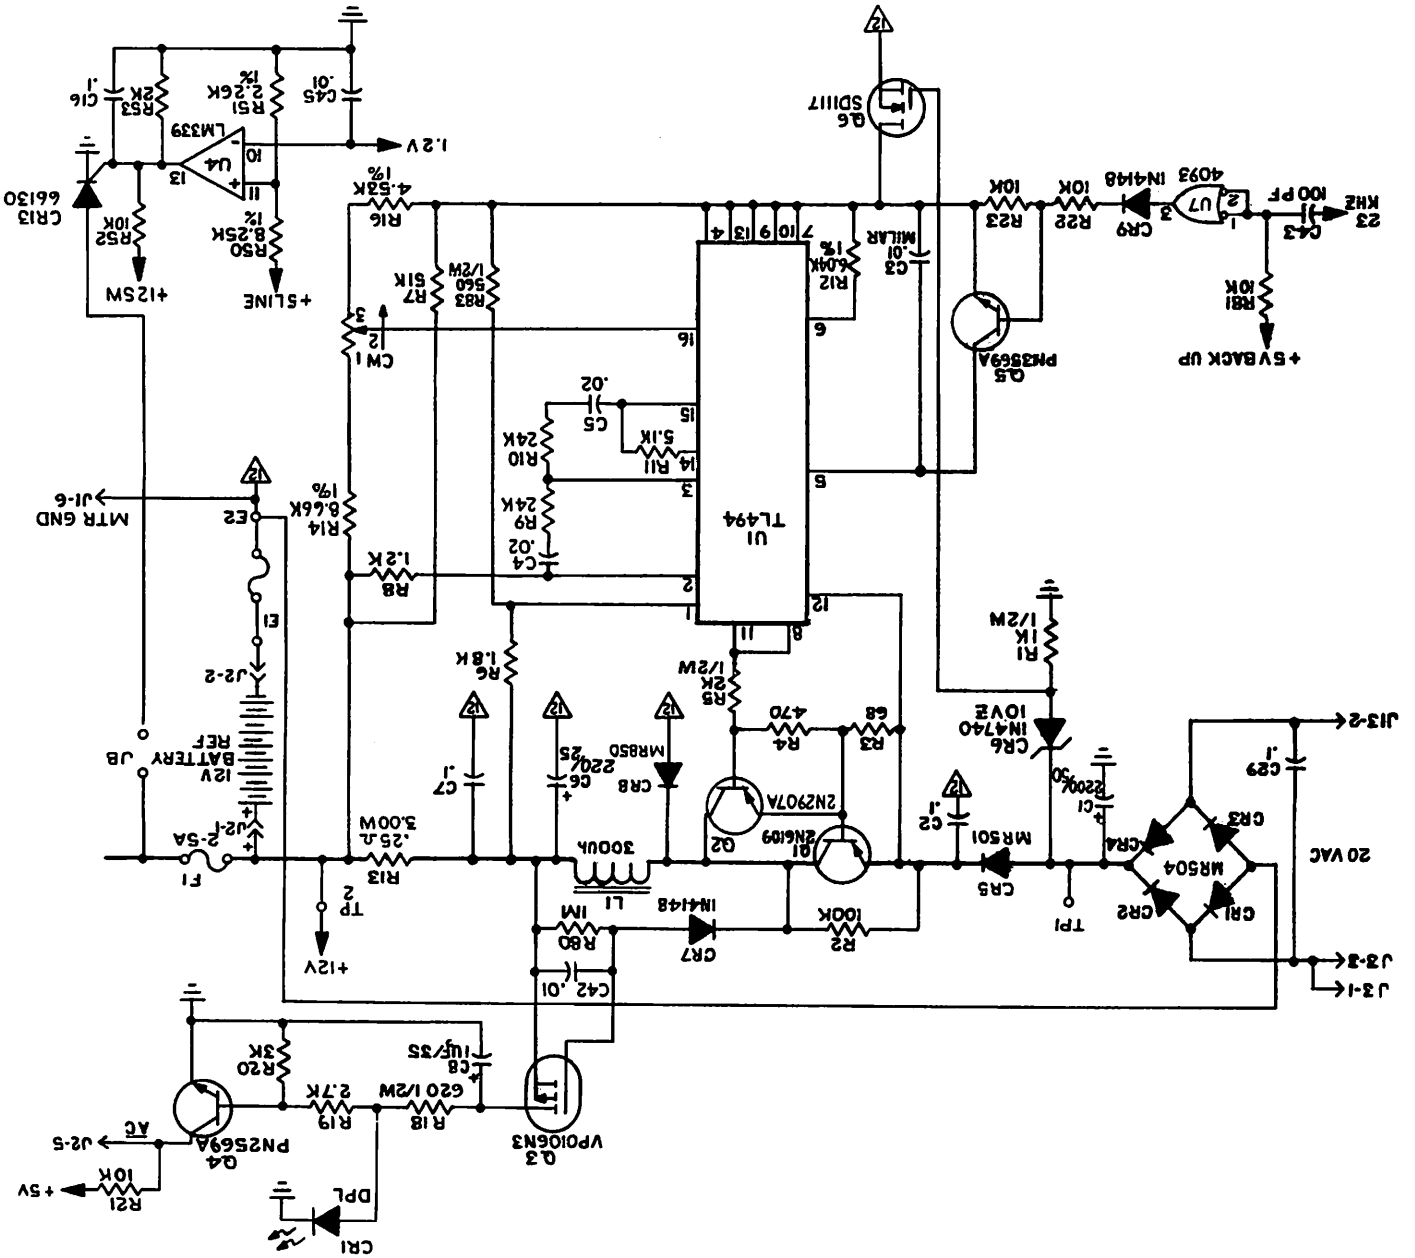 CR1
DPL
R21
10K
+5V
J2-5
AC
Q4
PN2569A
Q3
VP0106N3
R18
620 1/2W
R19
2.7K
R20
3K
C8
1UF/35
+
J3-1
J3-3
20 VAC
J13-2
C29
.1
CR1
CR2
CR3
CR4
MR504
TP1
C1
2200/50
+
CR5
MR501
C2
.1
12
CR6
1N4740
10VZ
R1
1K
1/2W
R2
100K
Q1
2N6109
Q2
2N2907A
R3
68
R4
470
R5
2K
1/2W
CR7
1N4148
C42 .01
R80
1M
L1
300Uh
CR8
MR850
12
C6
220/25
+
12
C7
.1
12
R6
1.8K
R13
.25Ω
3.00W
+12V
TP
2
F1
2-5A
J2-1
+
+
12V
BATTERY
REF
J2-2
E1
E2
MTR GND
J1-6
12
JB
U1
TL494
8
11
12
1
2
3
14
15
16
5
6
7
10
9
13
4
C4
.02
R9
24K
R10
24K
R11
5.1K
C5
.02
R8
1.2K
R14
8.66K
1%
CW
1
2
3
R7
51K
R83
560
1/2W
R16
4.53K
1%
R12
6.04K
1%
C3
.01
MILAR
Q5
PN3569A
+5V BACK UP
R81
10K
23
KHZ
C43
100 PF
1
2
U7
3
4093
CR9
1N4148
R22
10K
R23
10K
Q6
SD1117
12
+5LINE
R50
8.25K
1%
+12SW
R52
10K
CR13
66130
1.2V
10
-
11
+
U4
13
LM339
C45
.01
R51
2.26K
1%
R53
2K
C16
.1